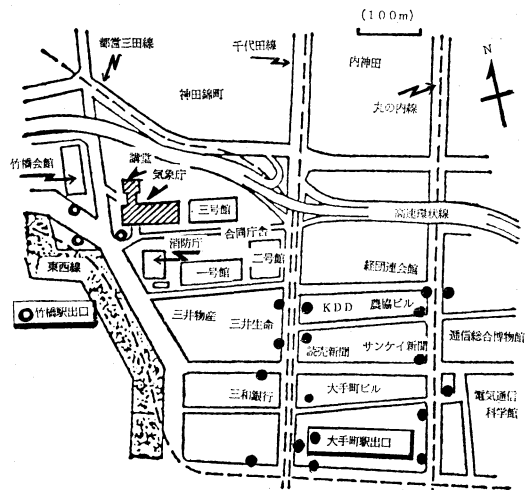 (100m)
都営三田線
千代田線
内神田
N
神田錦町
丸の内線
講堂
竹橋会館
気象庁
三号館
高速環状線
合同庁舎
消防庁
二号館
一号館
東西線
経団連会館
竹橋駅出口
三井物産
三井生命
KDD
農協ビル
読売新聞
サンケイ新聞
逓信総合博物館
三和銀行
大手町ビル
電気通信
科学館
大手町駅出口